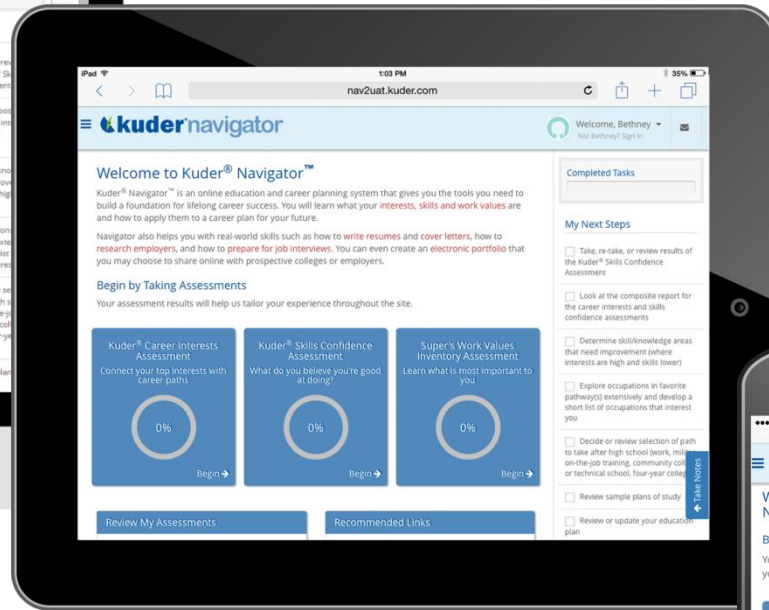 iPad
1:03 PM
35%
nav2uat.kuder.com
kuder navigator
Welcome, Bethney
Not Bethney? Sign In
Welcome to Kuder® Navigator™
Kuder® Navigator™ is an online education and career planning system that gives you the tools you need to
build a foundation for lifelong career success. You will learn what your interests, skills and work values are
and how to apply them to a career plan for your future.
Navigator also helps you with real-world skills such as how to write resumes and cover letters, how to
research employers, and how to prepare for job interviews. You can even create an electronic portfolio that
you may choose to share online with prospective colleges or employers.
Begin by Taking Assessments
Your assessment results will help us tailor your experience throughout the site.
Kuder® Career Interests
Assessment
Connect your top interests with
career paths
0%
Begin
Kuder® Skills Confidence
Assessment
What do you believe you're good
at doing?
0%
Begin
Super's Work Values
Inventory Assessment
Learn what is most important to
you
0%
Begin
Review My Assessments
Recommended Links
Completed Tasks
My Next Steps
Take, re-take, or review results of
the Kuder® Skills Confidence
Assessment
Look at the composite report for
the career interests and skills
confidence assessments
Determine skill/knowledge areas
that need improvement (where
interests are high and skills lower)
Explore occupations in favorite
pathway(s) extensively and develop a
short list of occupations that interest
you
Decide or review selection of path
to take after high school (work,
on-the-job training, community
or technical school, four-year
Review sample plans of study
Review or update your education
plan
Take Notes